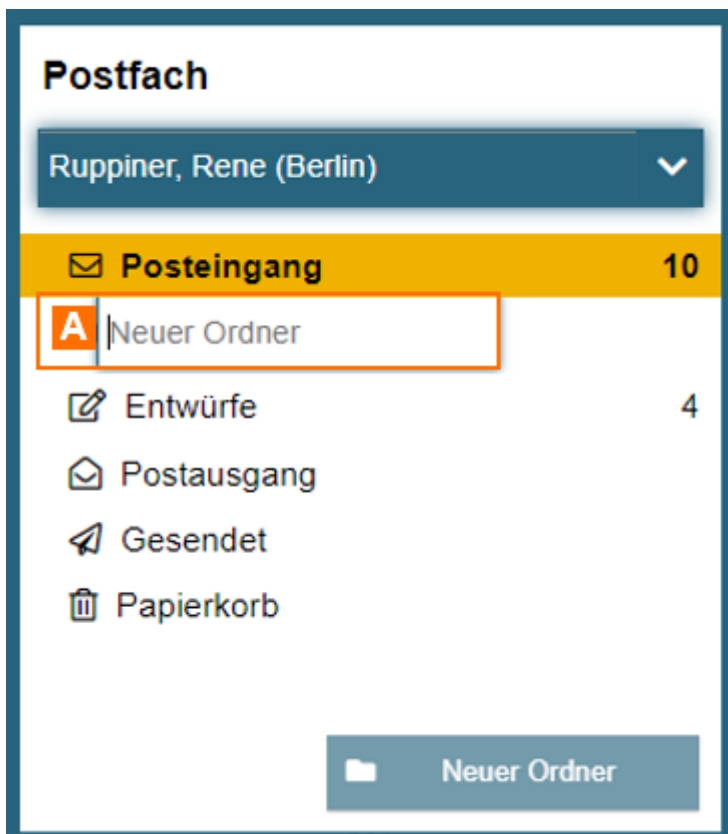 Postfach
Ruppiner, Rene (Berlin)
Posteingang 10
A Neuer Ordner
Entwürfe 4
Postausgang
Gesendet
Papierkorb
Neuer Ordner